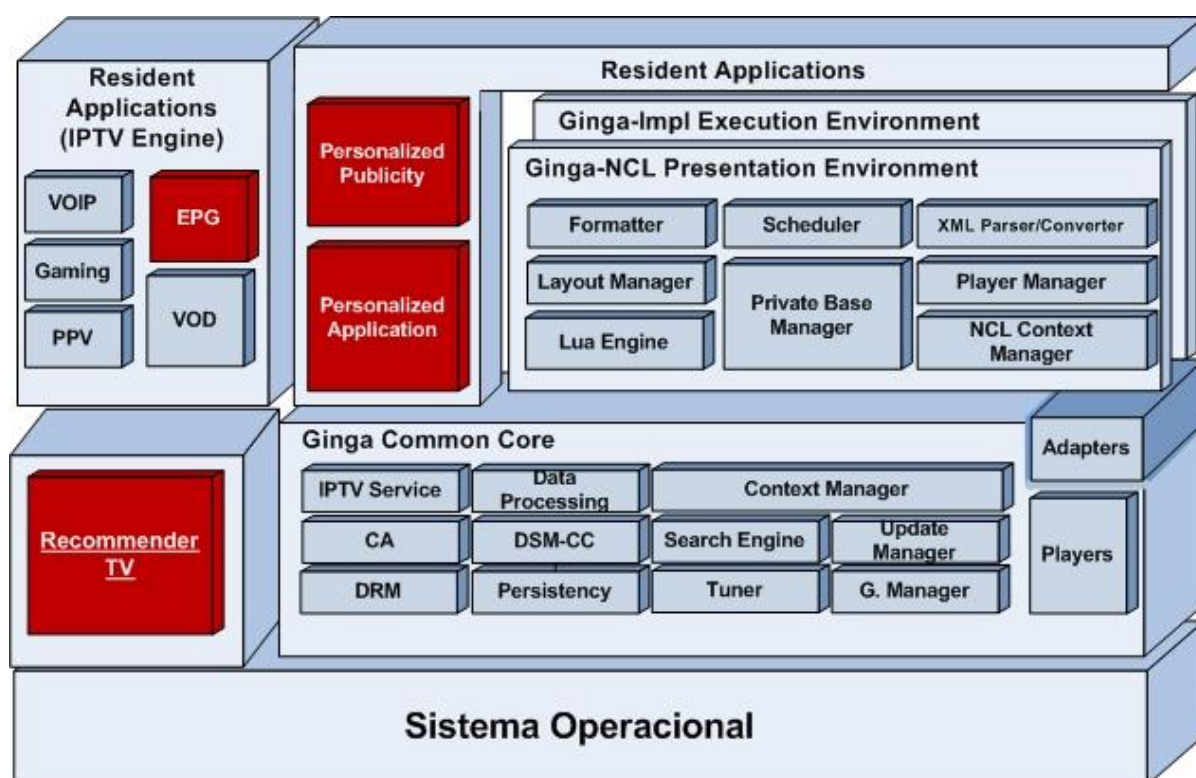 Resident
Applications
(IPTV Engine)
VOIP
EPG
Gaming
VOD
PPV
Resident Applications
Personalized
Publicity
Personalized
Application
Ginga-Impl Execution Environment
Ginga-NCL Presentation Environment
Formatter
Scheduler
XML Parser/Converter
Layout Manager
Private Base
Manager
Player Manager
Lua Engine
NCL Context
Manager
Recommender
TV
Ginga Common Core
Adapters
IPTV Service
Data
Processing
Context Manager
CA
DSM-CC
Search Engine
Update
Manager
Players
DRM
Persistency
Tuner
G. Manager
Sistema Operacional